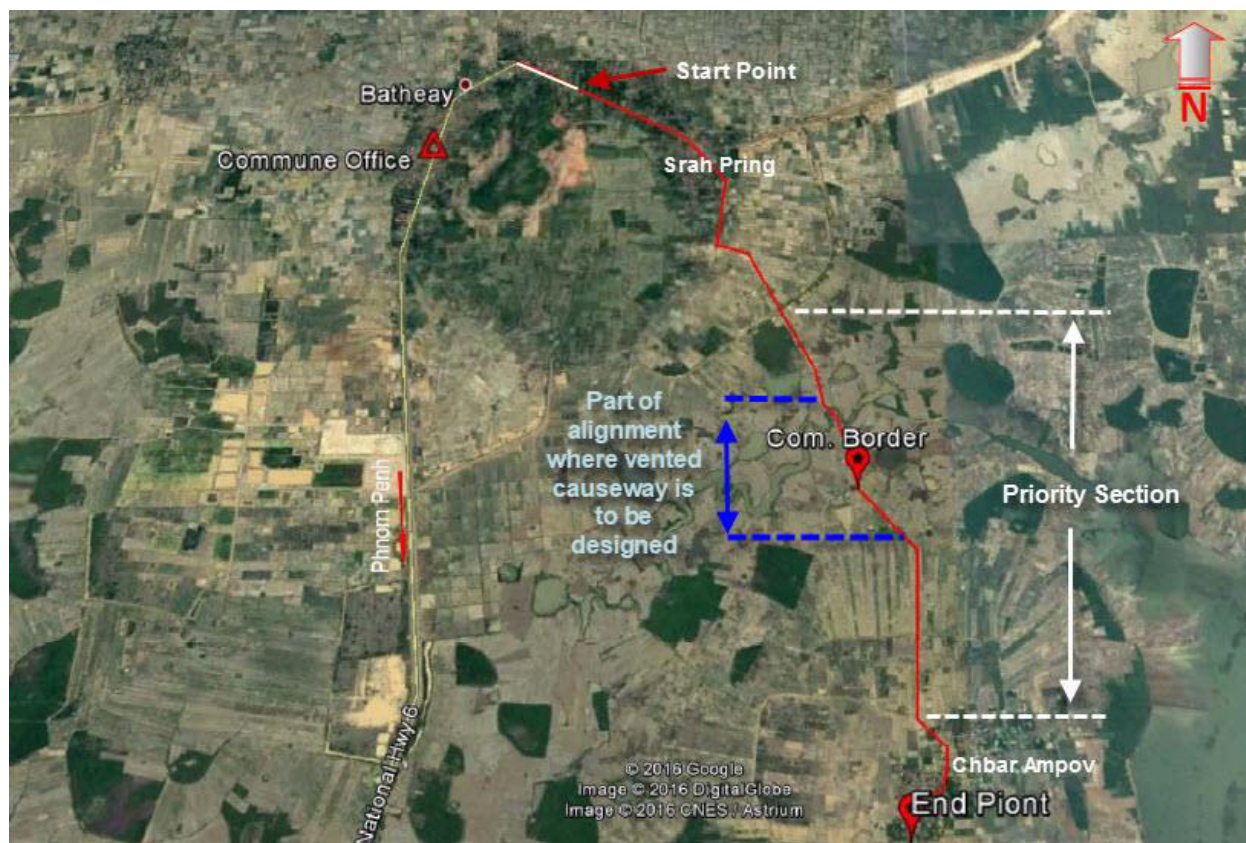 Start Point
N
Batheay
Commune Office
Srah Pring
Part of
alignment
where vented
causeway is
to be
designed
Com. Border
Priority Section
Phnom Penh
National Hwy 6
Chbar Ampov
© 2016 Google
Image © 2016 DigitalGlobe
Image © 2016 CNES / Astrium
End Piont